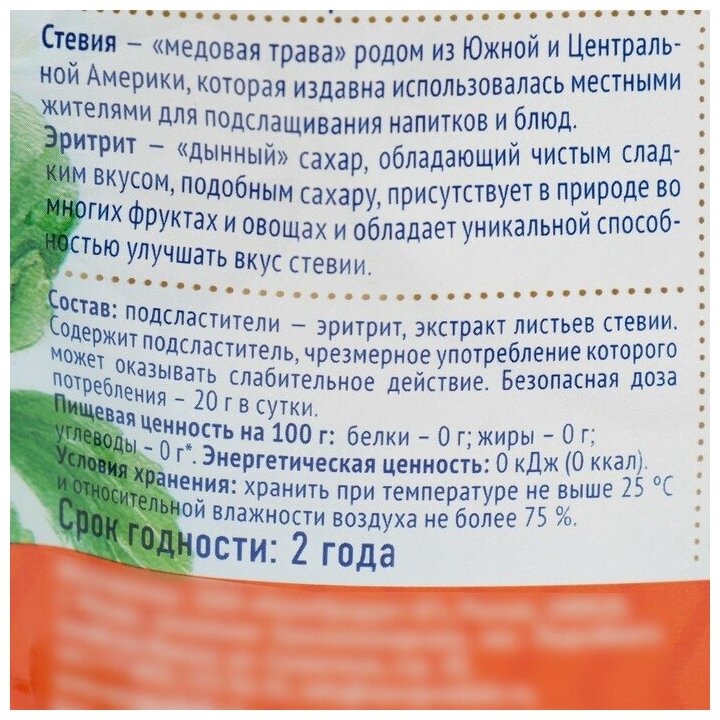 Стевия – «медовая трава» родом из Южной и Централь-
ной Америки, которая издавна использовалась местными
жителями для подслащивания напитков и блюд.
Эритрит – «дынный» сахар, обладающий чистым слад-
ким вкусом, подобным сахару, присутствует в природе во
многих фруктах и овощах и обладает уникальной способ-
ностью улучшать вкус стевии.
Состав: подсластители – эритрит, экстракт листьев стевии.
Содержит подсластитель, чрезмерное употребление которого
может оказывать слабительное действие. Безопасная доза
потребления – 20 г в сутки.
Пищевая ценность на 100 г: белки – 0 г; жиры – 0 г;
углеводы – 0 г*. Энергетическая ценность: 0 кДж (0 ккал).
Условия хранения: хранить при температуре не выше 25 °С
и относительной влажности воздуха не более 75 %.
Срок годности: 2 года